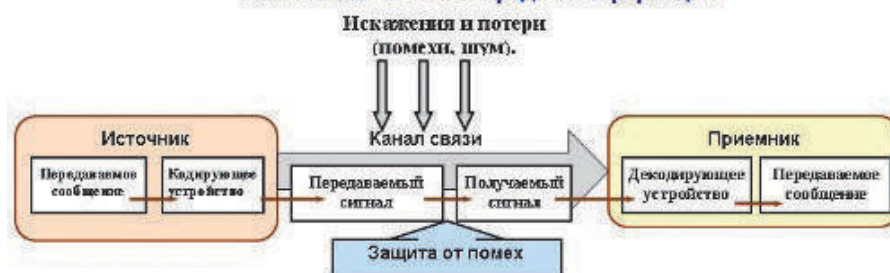 Искажения и потери
(помехи, шум).
Источник
Канал связи
Приемник
Передаваемое
сообщение
Кодирующее
устройство
Передаваемый
сигнал
Получаемый
сигнал
Декодирующее
устройство
Передаваемое
сообщение
Защита от помех